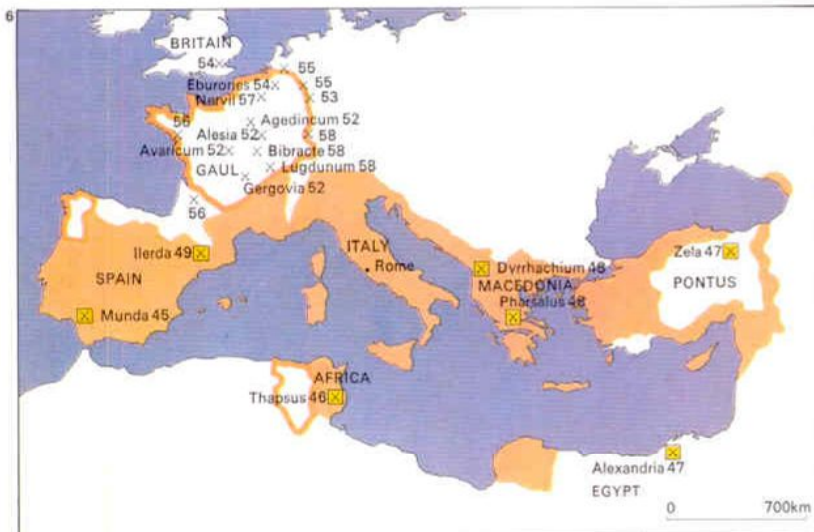 6
BRITAIN
54
55
Eburones 54
55
Nervii 57
53
56
Agedincum 52
Alesia 52
58
Avaricum 52
Bibracte 58
GAUL
Lugdunum 58
Gergovia 52
56
Ilerda 49
ITALY
Rome
Zela 47
SPAIN
Dyrrhachium 48
MACEDONIA
PONTUS
Pharsalus 48
Munda 45
AFRICA
Thapsus 46
Alexandria 47
EGYPT
0 700km